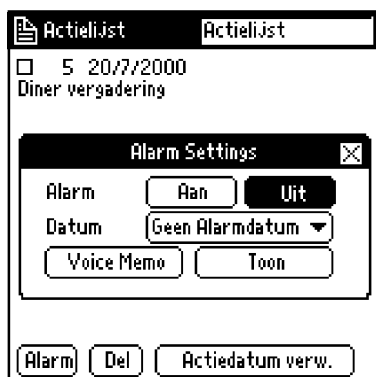 Actielijst Actielijst
5 20/7/2000
Diner vergadering
Alarm Settings
Alarm Aan Uit
Datum Geen Alarmdatum
Voice Memo Toon
Alarm Del Actiedatum verw.